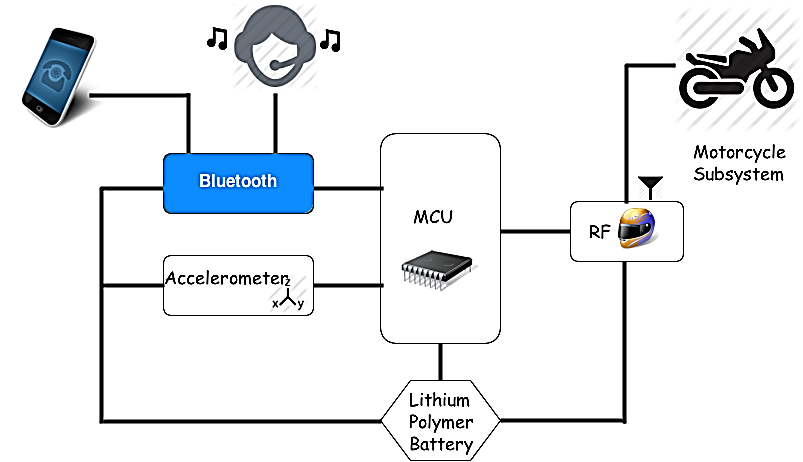 Bluetooth
MCU
Motorcycle
Subsystem
RF
Accelerometer
z
x y
Lithium
Polymer
Battery